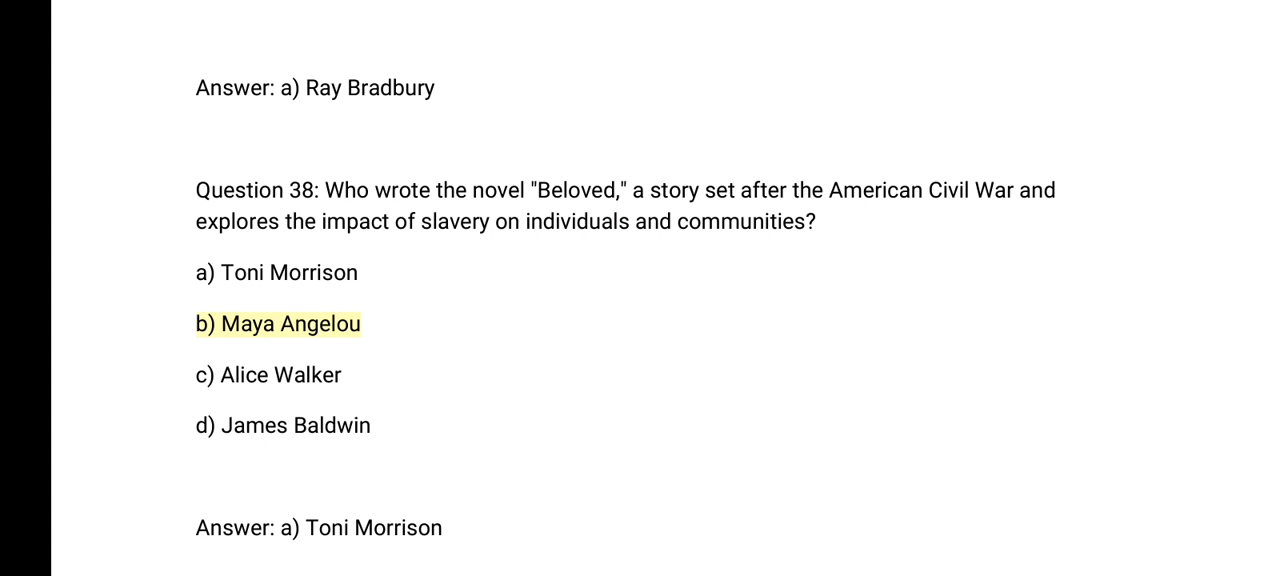 Answer: a) Ray Bradbury
Question 38: Who wrote the novel "Beloved," a story set after the American Civil War and
explores the impact of slavery on individuals and communities?
a) Toni Morrison
b) Maya Angelou
c) Alice Walker
d) James Baldwin
Answer: a) Toni Morrison